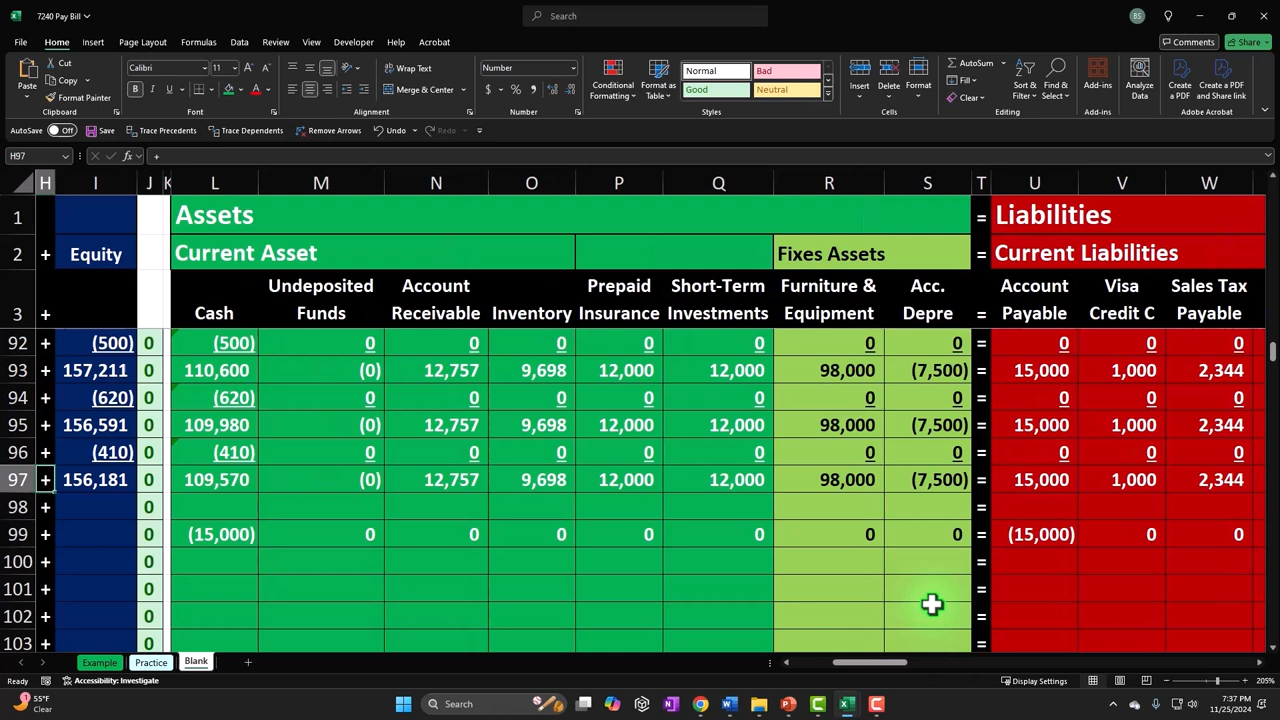 7240 Pay Bill
Search
BS
File Home Insert Page Layout Formulas Data Review View Developer Help Acrobat
Comments Share
Paste
Cut
Copy
Format Painter
Clipboard
Calibri 11
B I U
Font
Wrap Text
Merge & Center
Alignment
Number
$ % 9
Number
Conditional Formatting
Format as Table
Normal Bad
Good Neutral
Styles
Insert Delete Format
Cells
AutoSum
Fill
Clear
Sort & Filter
Find & Select
Editing
Add-ins
Add-ins
Analyze Data
Create a PDF
Create a PDF and Share link
Adobe Acrobat
AutoSave Off Save Trace Precedents Trace Dependents Remove Arrows Undo Redo
H97 fx +
H I J K L M N O P Q R S T U V W
1 Assets = Liabilities
2 + Equity Current Asset Fixes Assets = Current Liabilities
Undeposited Account Prepaid Short-Term Furniture & Acc. Account Visa Sales Tax
3 + Cash Funds Receivable Inventory Insurance Investments Equipment Depre = Payable Credit C Payable
92 + (500) 0 (500) 0 0 0 0 0 0 0 = 0 0 0
93 + 157,211 0 110,600 (0) 12,757 9,698 12,000 12,000 98,000 (7,500) = 15,000 1,000 2,344
94 + (620) 0 (620) 0 0 0 0 0 0 0 = 0 0 0
95 + 156,591 0 109,980 (0) 12,757 9,698 12,000 12,000 98,000 (7,500) = 15,000 1,000 2,344
96 + (410) 0 (410) 0 0 0 0 0 0 0 = 0 0 0
97 + 156,181 0 109,570 (0) 12,757 9,698 12,000 12,000 98,000 (7,500) = 15,000 1,000 2,344
98 + 0 =
99 + 0 (15,000) 0 0 0 0 0 0 0 = (15,000) 0 0
100 + 0 =
101 + 0 =
102 + 0 =
103 + 0 =
Example Practice Blank +
Ready Accessibility: Investigate Display Settings 205%
55°F
Clear
Search
7:37 PM
11/25/2024